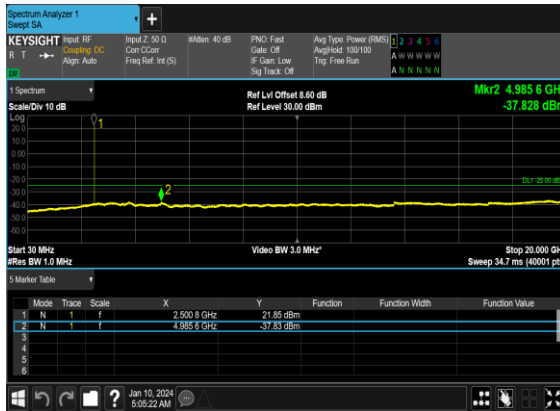 Spectrum Analyzer 1
Swept SA
KEYSIGHT Input: RF Input Z: 50 Ω #Atten: 40 dB PNO: Fast Avg Type: Power (RMS) 1 2 3 4 5 6
R T Coupling: DC Corr CCorr Gate: Off Avg|Hold: 100/100
Align: Auto Freq Ref: Int (S) IF Gain: Low Trig: Free Run A W W W W W
Sig Track: Off
A N N N N N
1 Spectrum
Ref Lvl Offset 8.60 dB Mkr2 4.985 6 GH
Scale/Div 10 dB Ref Level 30.00 dBm -37.828 dB
Log
20.0
10.0
0.00
-10.0
-20.0
-30.0
-40.0
-50.0
-60.0
1
2
DL1 -25.00 dB
Start 30 MHz Video BW 3.0 MHz* Stop 20.000 GH
#Res BW 1.0 MHz Sweep 34.7 ms (40001 pt
5 Marker Table
Mode Trace Scale X Y Function Function Width Function Value
1 N 1 f 2.500 8 GHz 21.85 dBm
2 N 1 f 4.985 6 GHz -37.83 dBm
3
4
5
6
Jan 10, 2024
5:05:22 AM